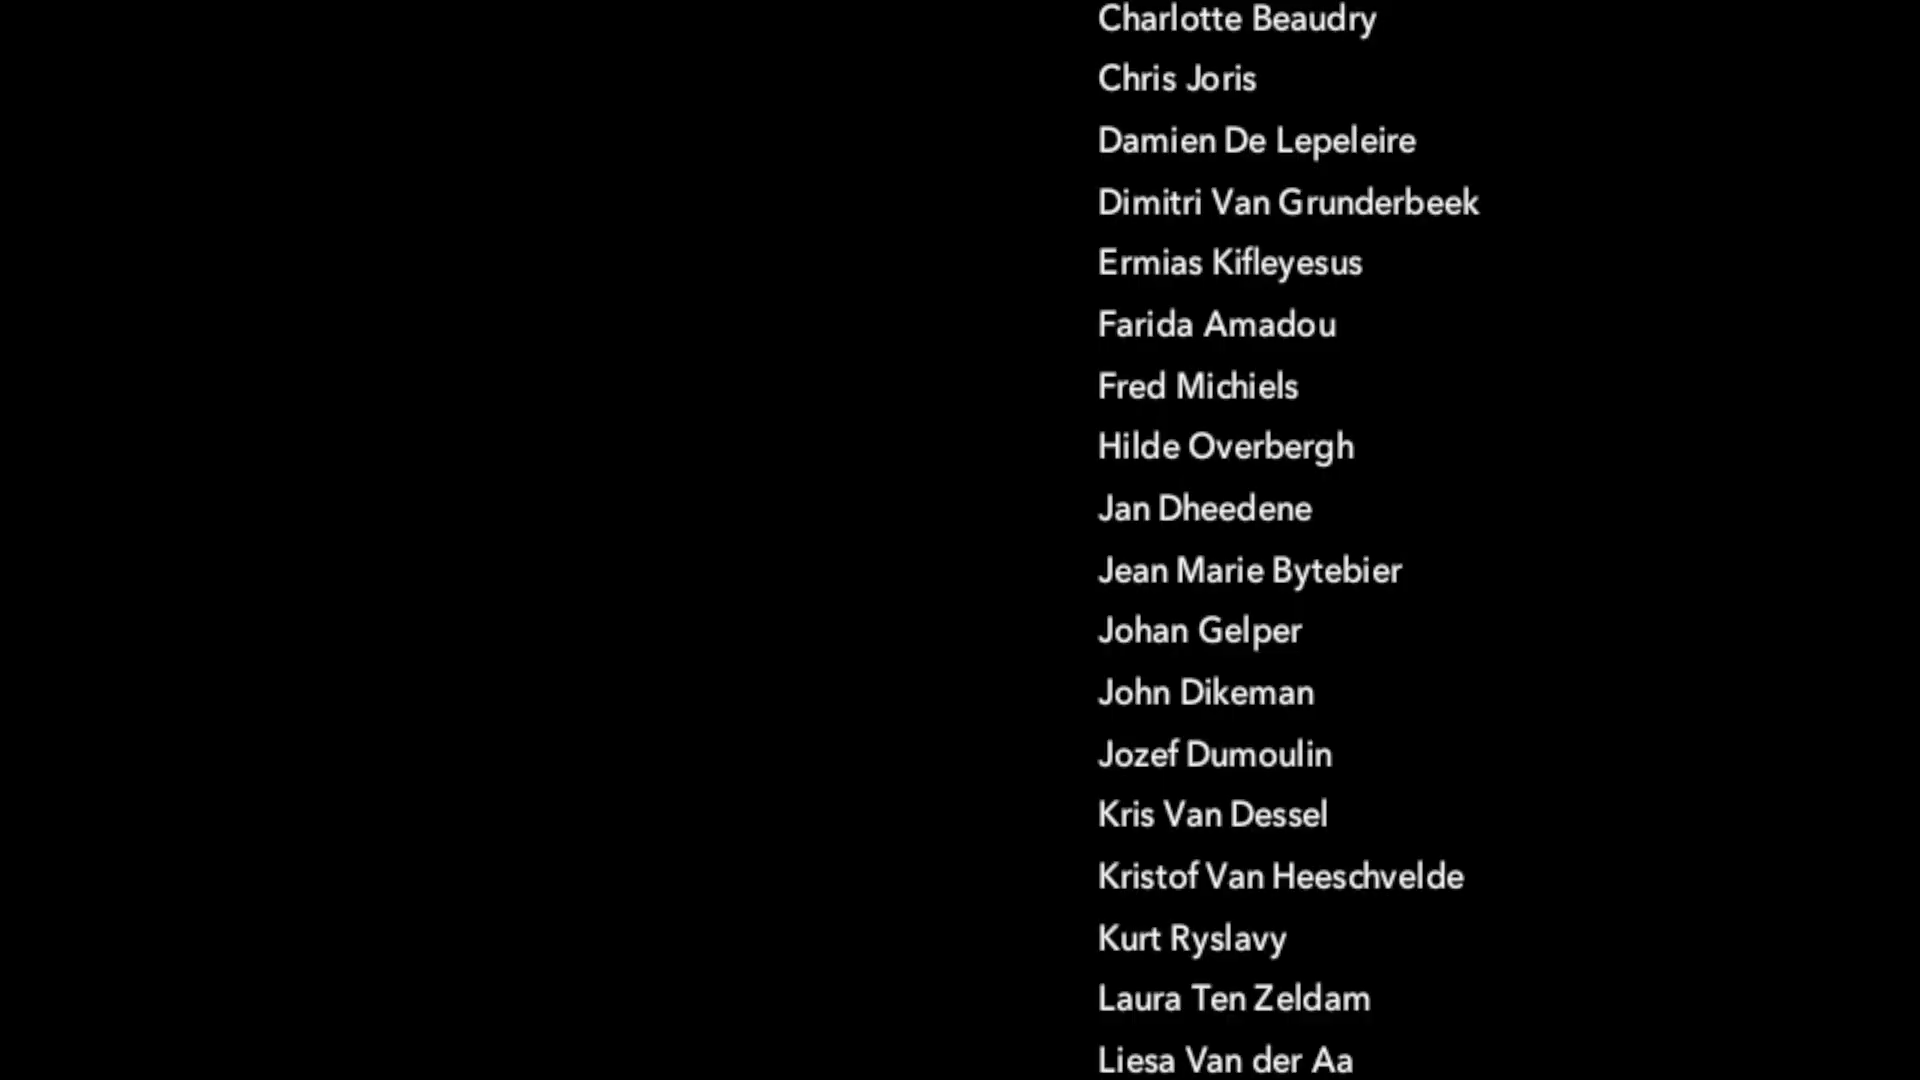 Charlotte Beaudry
Chris Joris
Damien De Lepeleire
Dimitri Van Grunderbeek
Ermias Kifleyesus
Farida Amadou
Fred Michiels
Hilde Overbergh
Jan Dheedene
Jean Marie Bytebier
Johan Gelper
John Dikeman
Jozef Dumoulin
Kris Van Dessel
Kristof Van Heeschvelde
Kurt Ryslavy
Laura Ten Zeldam
Liesa Van der Aa